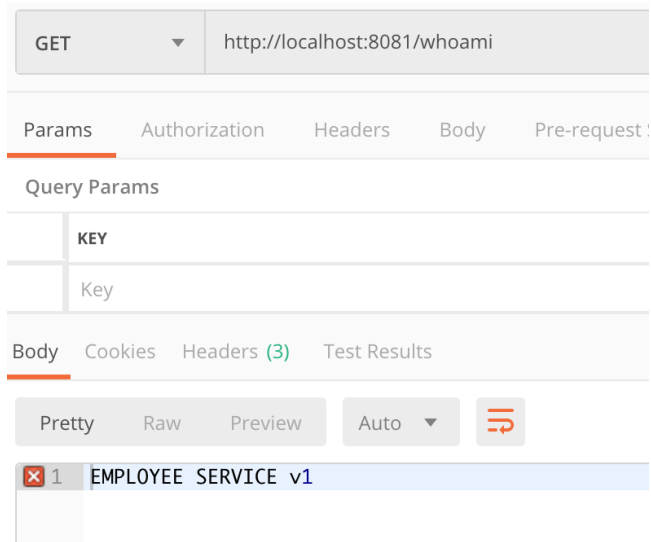 GET http://localhost:8081/whoami
Params Authorization Headers Body Pre-request
Query Params
KEY
Key
Body Cookies Headers (3) Test Results
Pretty Raw Preview Auto
1 EMPLOYEE SERVICE v1